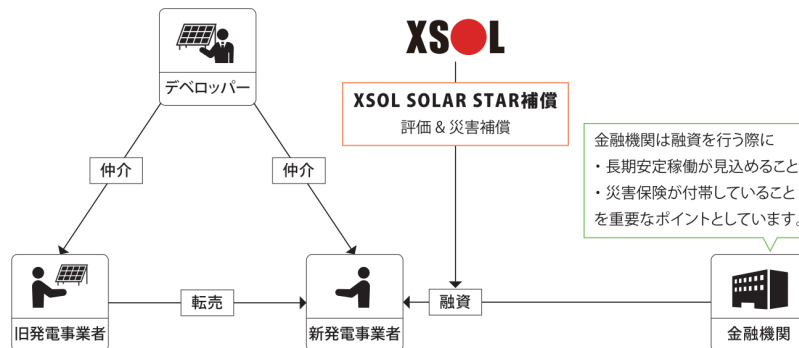 XSOL
デベロッパー
XSOL SOLAR STAR補償
評価 & 災害補償
金融機関は融資を行う際に
・長期安定稼働が見込めること
・災害保険が付帯していること
を重要なポイントとしています。
仲介
仲介
旧発電事業者
転売
新発電事業者
融資
金融機関